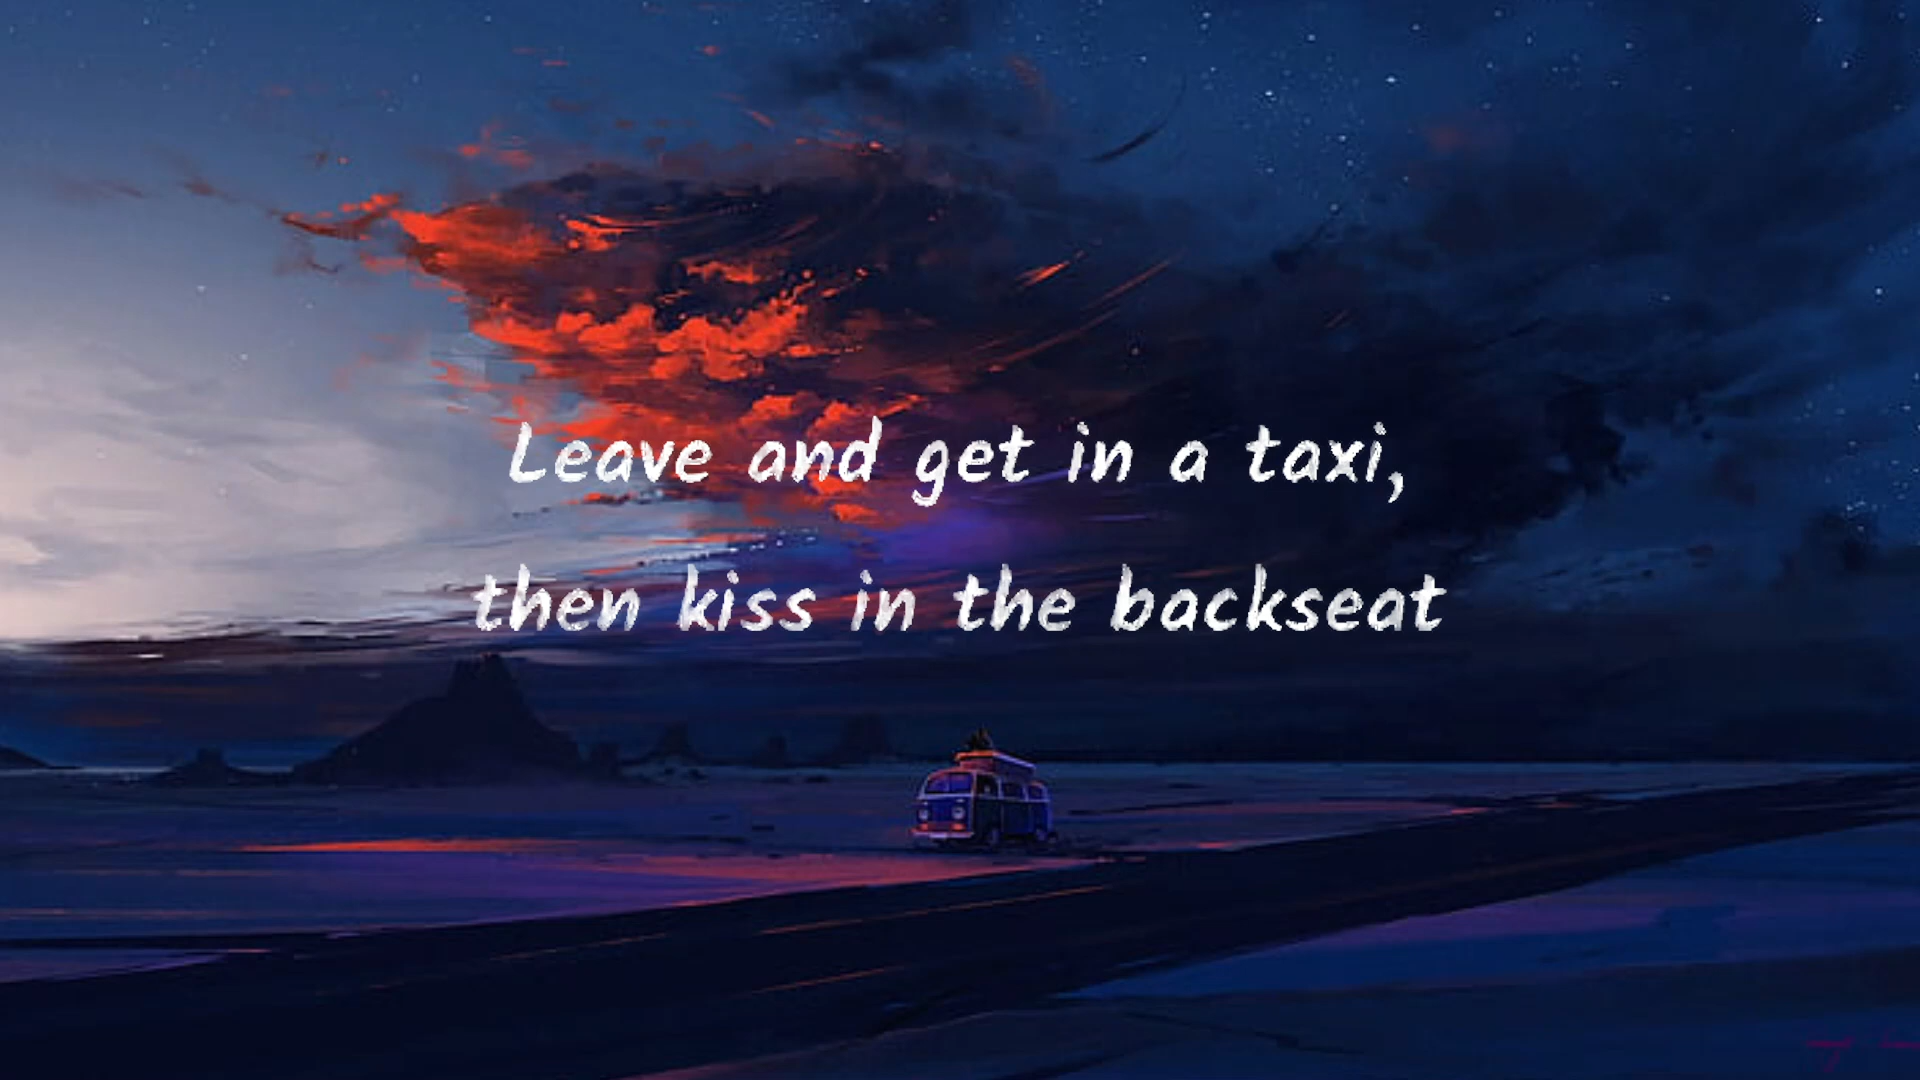 Leave and get in a taxi,
then kiss in the backseat